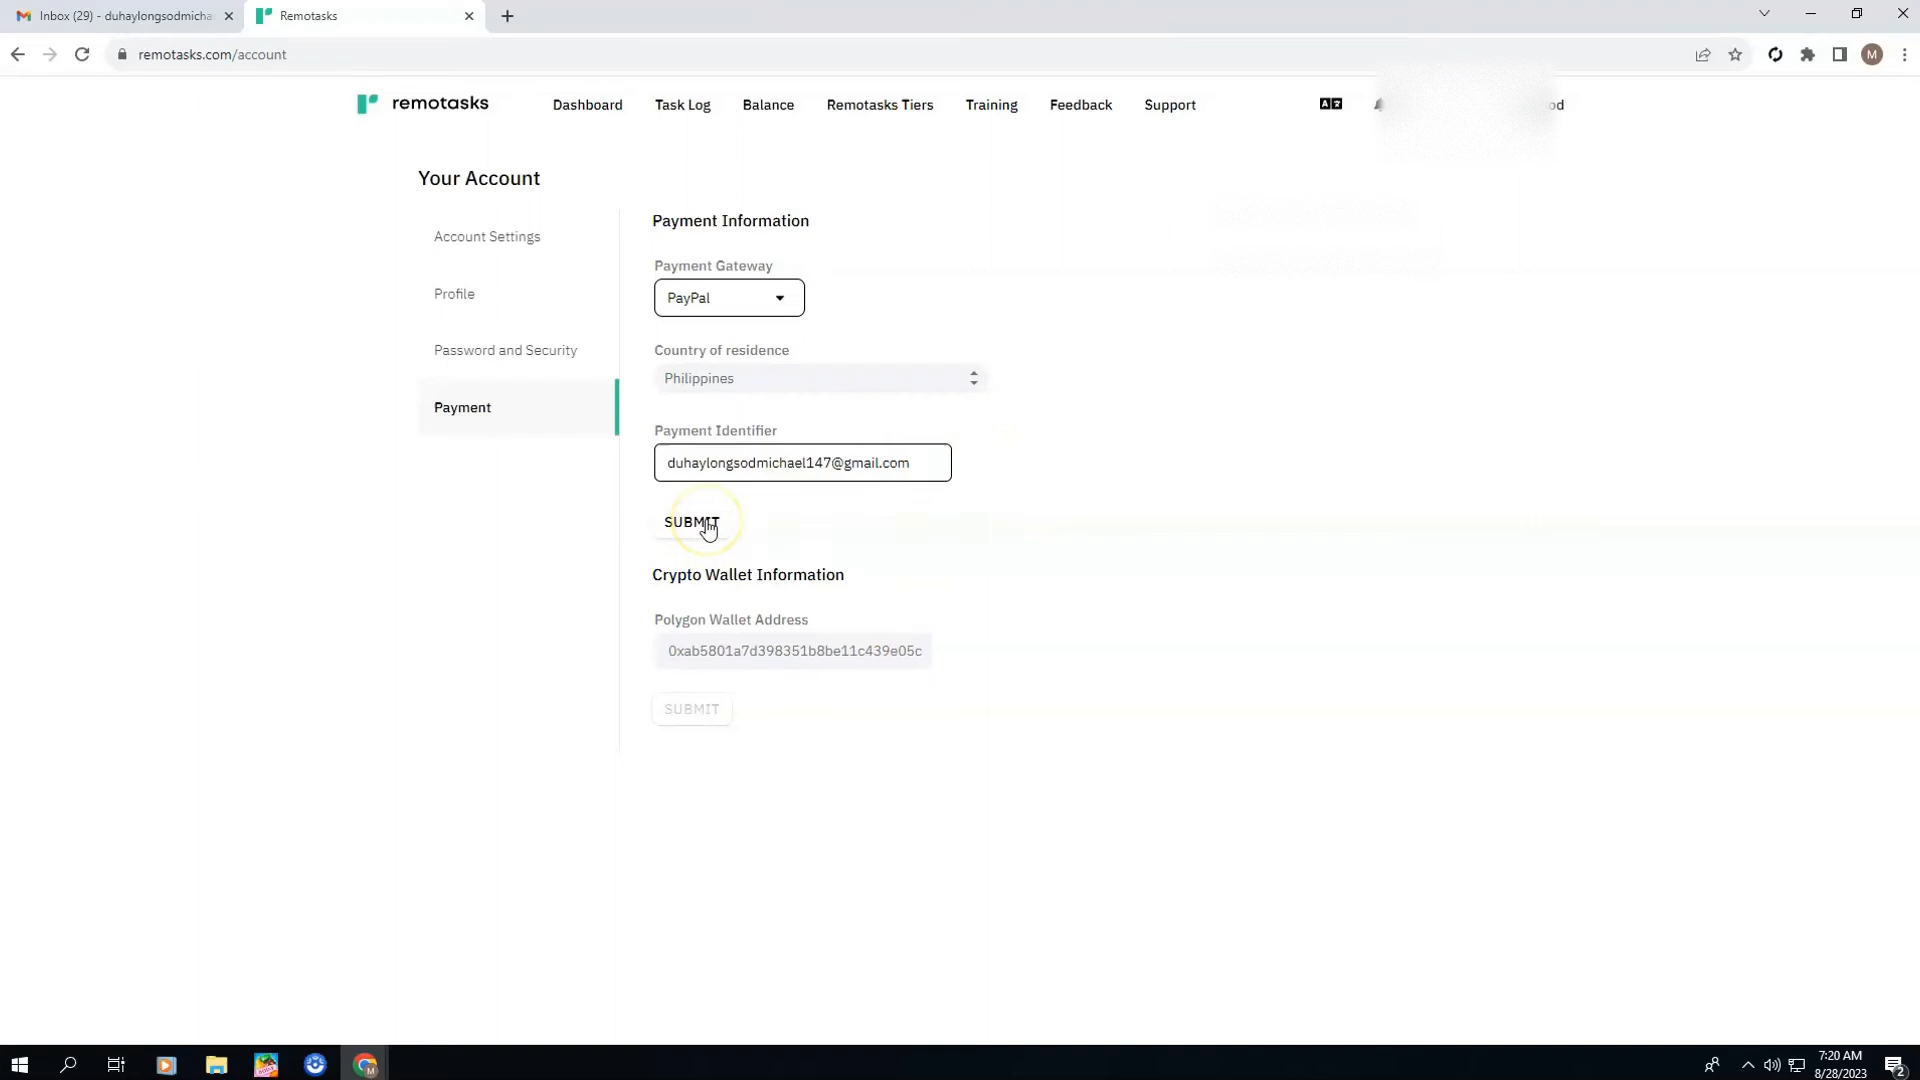 Inbox (29) - duhaylongsodmicha
Remotasks
remotasks.com/account
M
remotasks
Dashboard
Task Log
Balance
Remotasks Tiers
Training
Feedback
Support
od
Your Account
Account Settings
Profile
Password and Security
Payment
Payment Information
Payment Gateway
PayPal
Country of residence
Philippines
Payment Identifier
duhaylongsodmichael147@gmail.com
SUBMIT
Crypto Wallet Information
Polygon Wallet Address
0xab5801a7d398351b8be11c439e05c
SUBMIT
7:20 AM
8/28/2023
2